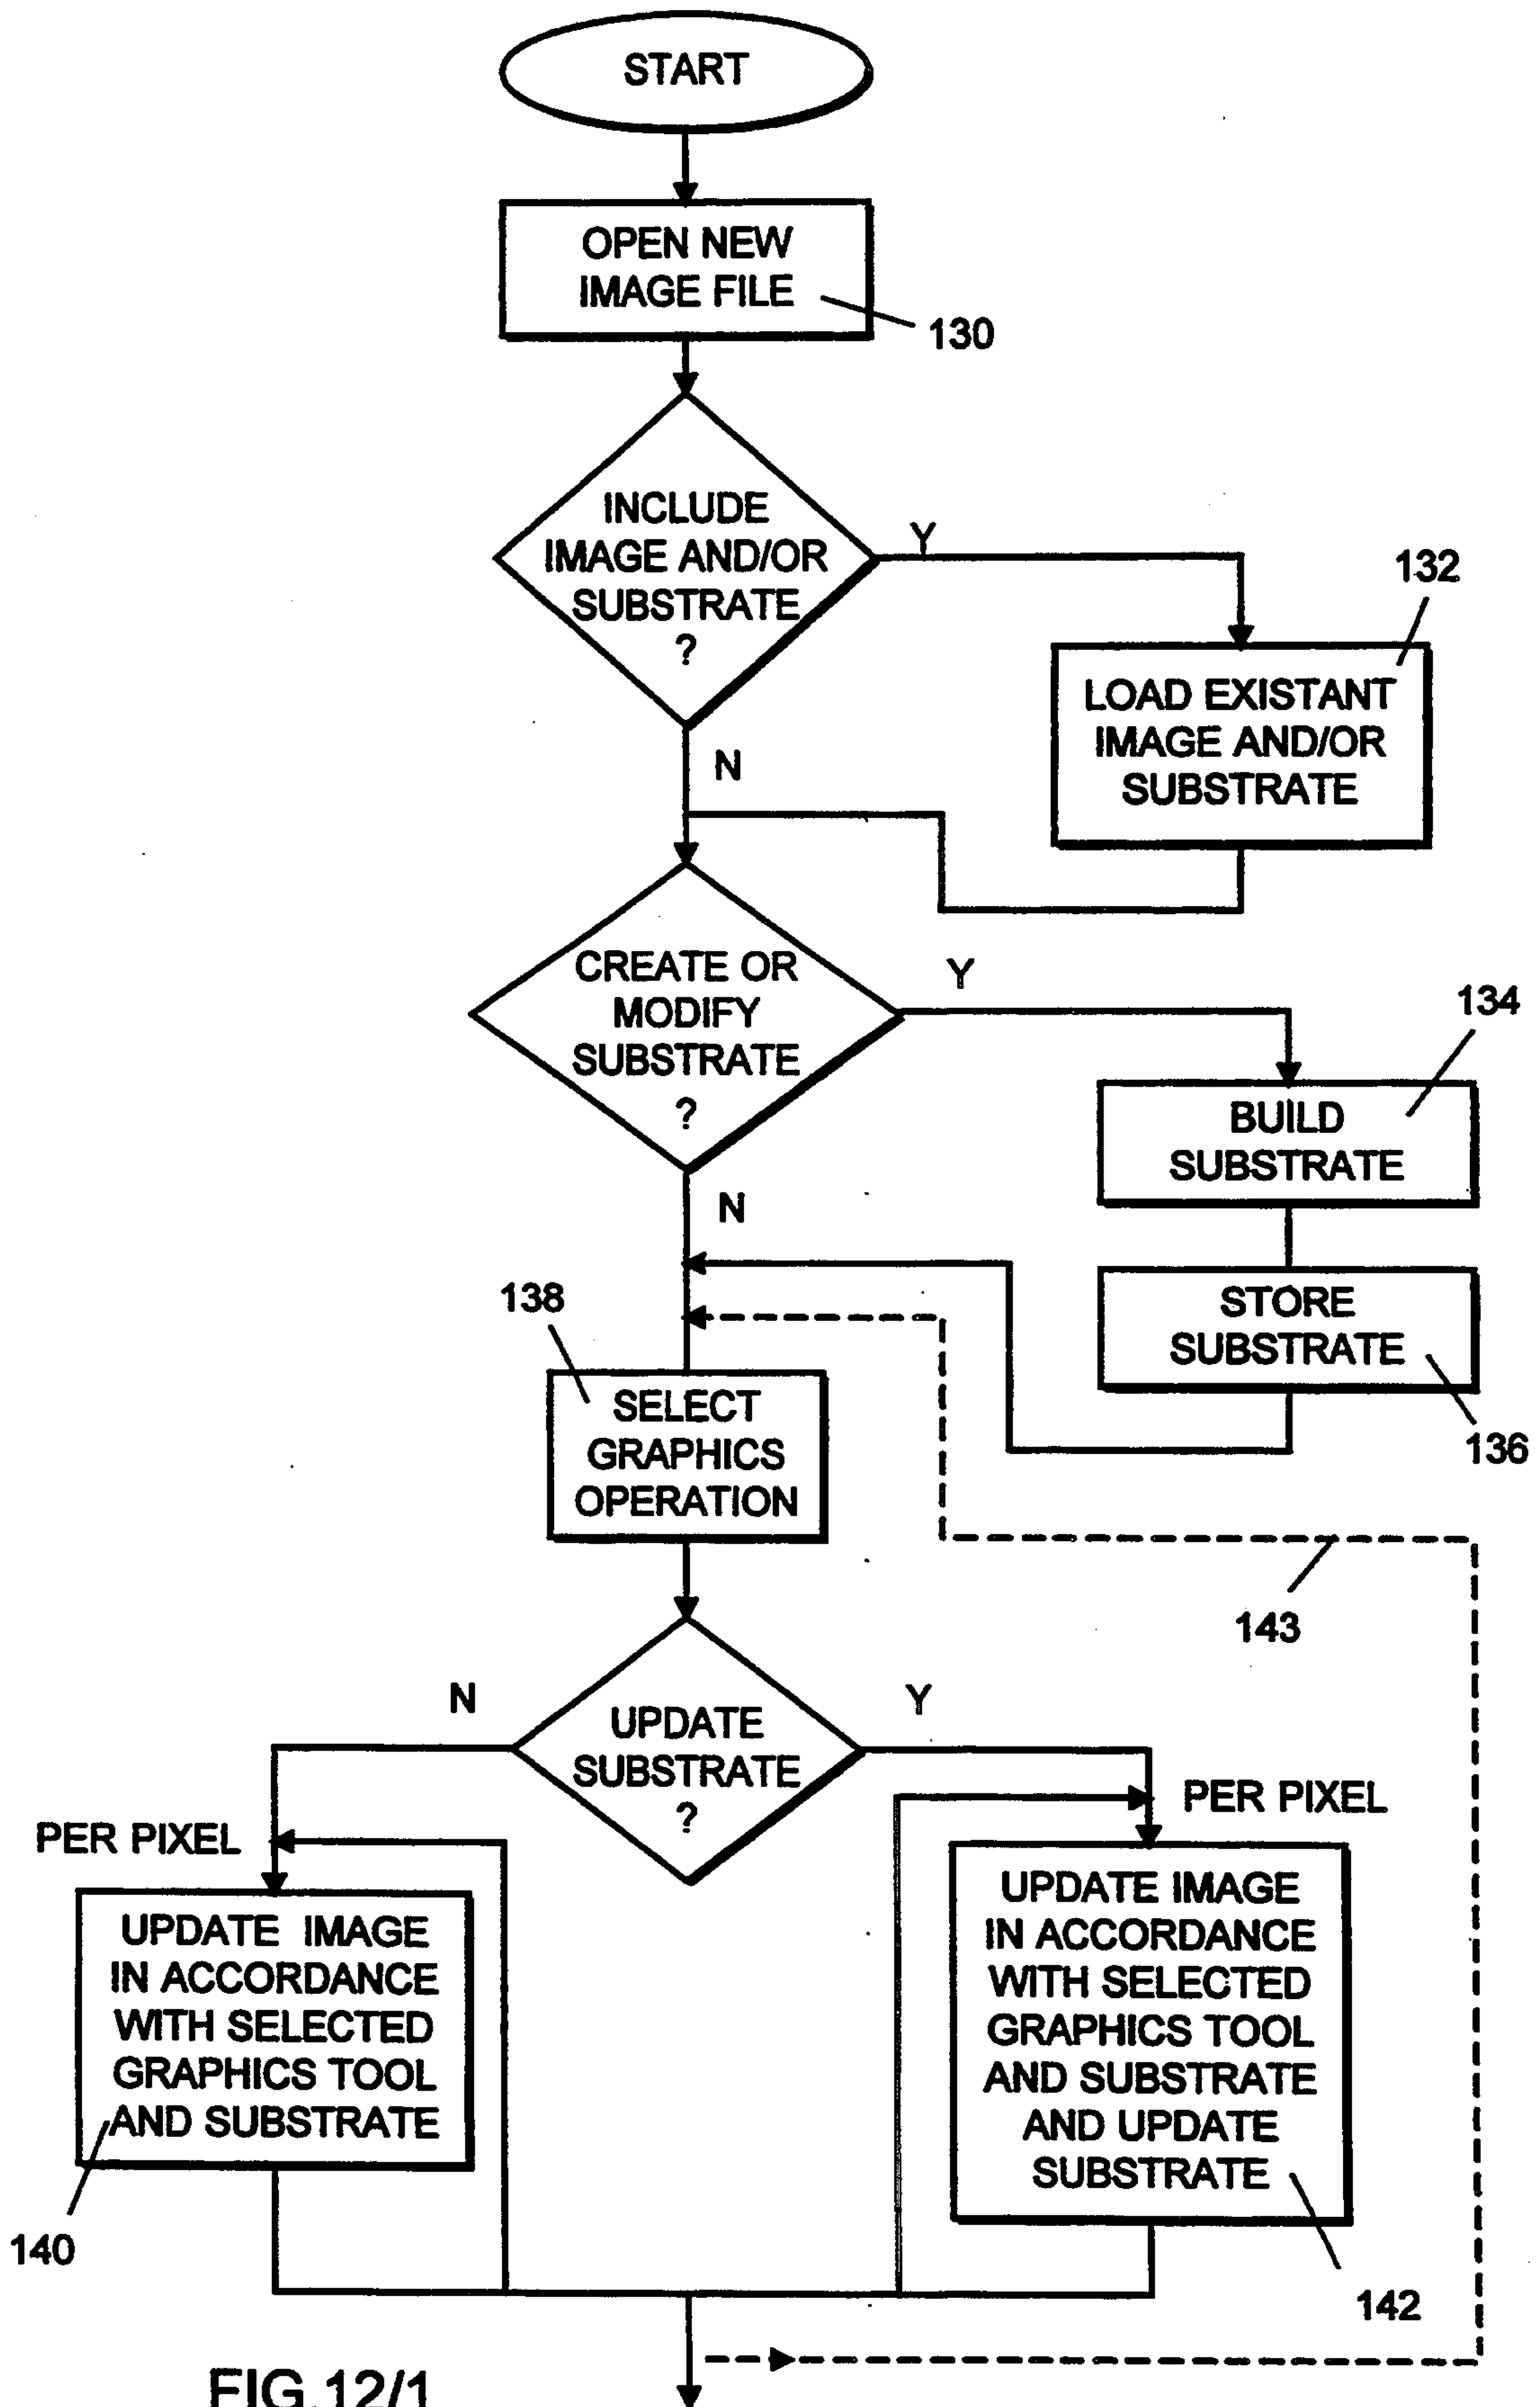 START
OPEN NEW
IMAGE FILE
130
INCLUDE
IMAGE AND/OR
SUBSTRATE
?
Y
132
LOAD EXISTANT
IMAGE AND/OR
SUBSTRATE
N
CREATE OR
MODIFY
SUBSTRATE
?
Y
134
BUILD
SUBSTRATE
N
138
STORE
SUBSTRATE
136
SELECT
GRAPHICS
OPERATION
143
N
UPDATE
SUBSTRATE
?
Y
PER PIXEL
PER PIXEL
UPDATE IMAGE
IN ACCORDANCE
WITH SELECTED
GRAPHICS TOOL
AND SUBSTRATE
140
UPDATE IMAGE
IN ACCORDANCE
WITH SELECTED
GRAPHICS TOOL
AND SUBSTRATE
AND UPDATE
SUBSTRATE
142
FIG.12/1